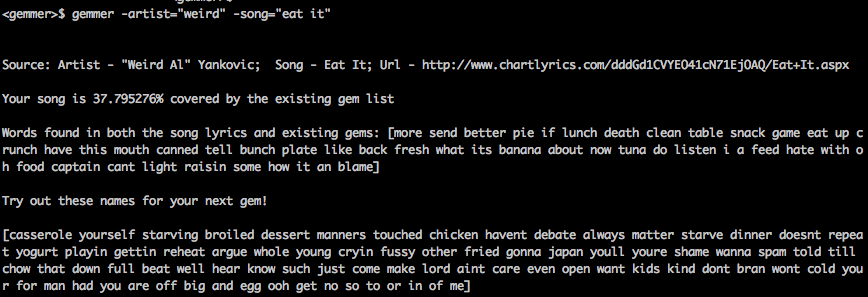 <gemmer>$ gemmer -artist="weird" -song="eat it"
Source: Artist - "Weird Al" Yankovic;  Song - Eat It; Url - http://www.chartlyrics.com/dddGd1CVYE041cN71EjOAQ/Eat+It.aspx
Your song is 37.795276% covered by the existing gem list
Words found in both the song lyrics and existing gems: [more send better pie if lunch death clean table snack game eat up c
runch have this mouth canned tell bunch plate like back fresh what its banana about now tuna do listen i a feed hate with o
h food captain cant light raisin some how it an blame]
Try out these names for your next gem!
[casserole yourself starving broiled dessert manners touched chicken havent debate always matter starve dinner doesnt repea
t yogurt playin gettin reheat argue whole young cryin fussy other fried gonna japan youll youre shame wanna spam told till
chow that down full beat well hear know such just come make lord aint care even open want kids kind dont bran wont cold you
r for man had you are off big and egg ooh get no so to or in of me]